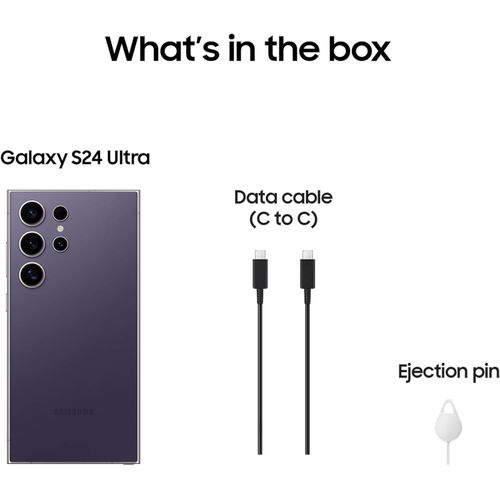 What's in the box
Galaxy S24 Ultra
Data cable
(C to C)
SAMSUNG
Ejection pin